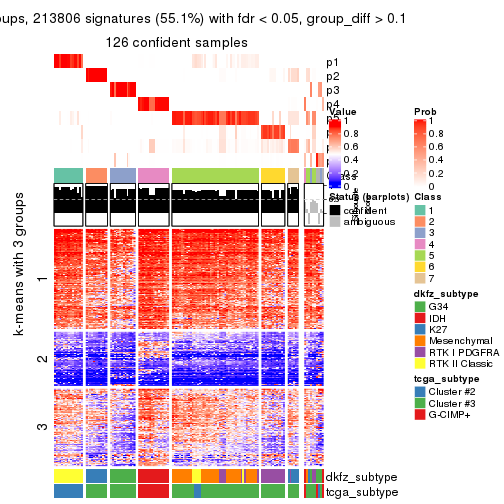 oups, 213806 signatures (55.1%) with fdr < 0.05, group_diff > 0.1
126 confident samples
p1
p2
p3
p4
k-means with 3 groups
1
2
3
Value
1
0.8
0.6
0.4
0.2
0
Prob
1
0.8
0.6
0.4
0.2
0
Status (barplots)
confident
ambiguous
Class
1
2
3
4
5
6
7
dkfz_subtype
G34
IDH
K27
Mesenchymal
RTK I PDGFRA
RTK II Classic
tcga_subtype
Cluster #2
Cluster #3
G-CIMP+
dkfz_subtype
tcga_subtype